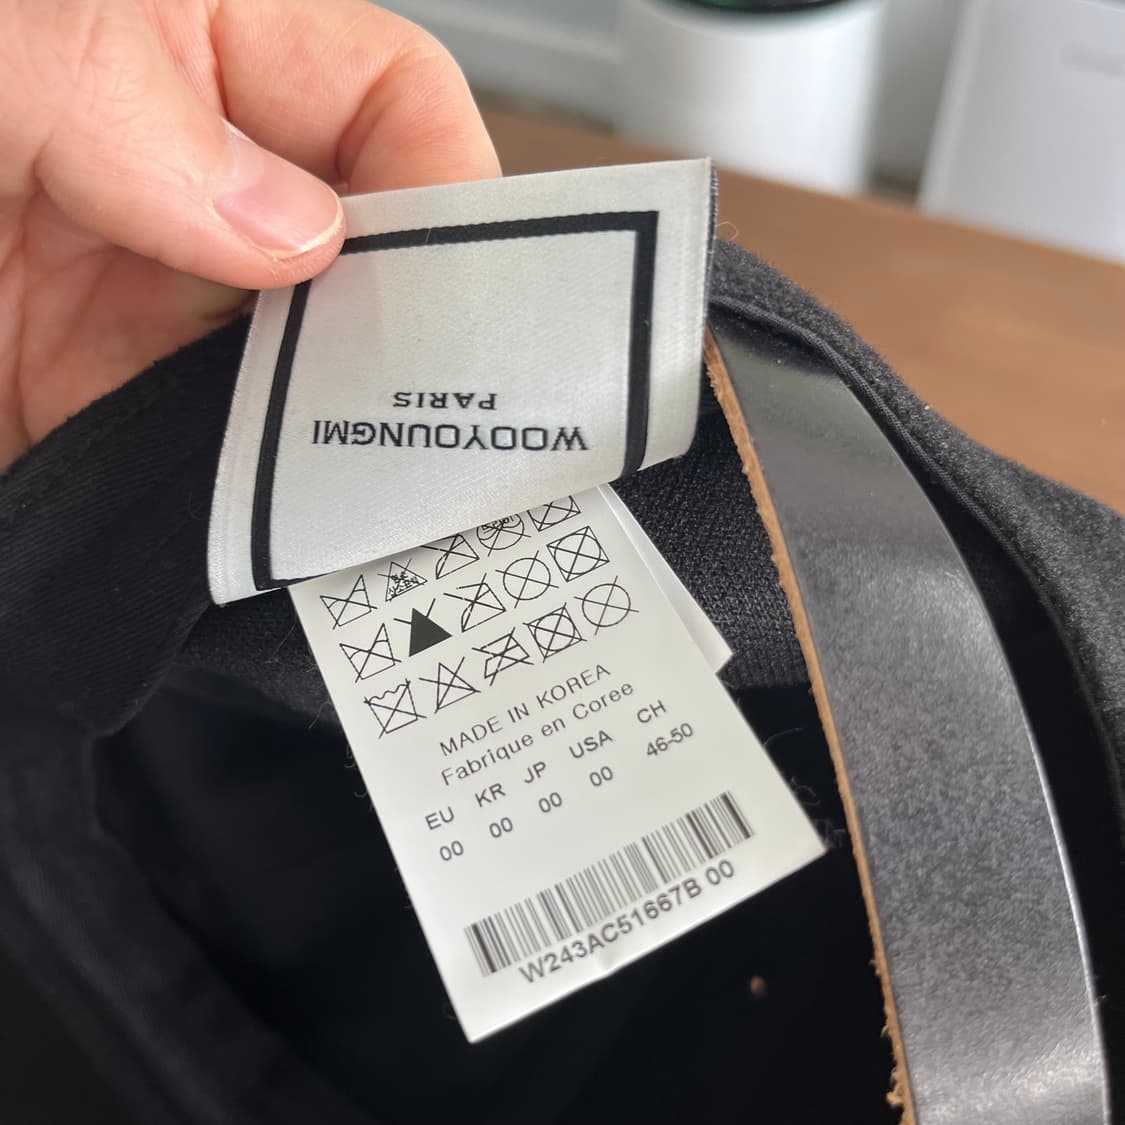 WOOYOUNGMI
PARIS
MADE IN KOREA
Fabrique en Coree
EU KR JP USA CH
00 00 00 00 46-50
W243AC51667B 00